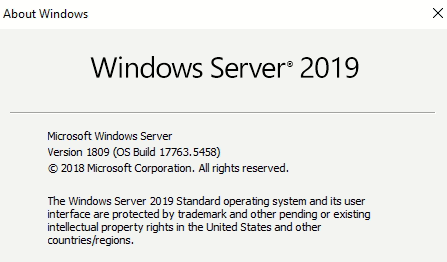 About Windows
Windows Server® 2019
Microsoft Windows Server
Version 1809 (OS Build 17763.5458)
© 2018 Microsoft Corporation. All rights reserved.
The Windows Server 2019 Standard operating system and its user
interface are protected by trademark and other pending or existing
intellectual property rights in the United States and other
countries/regions.